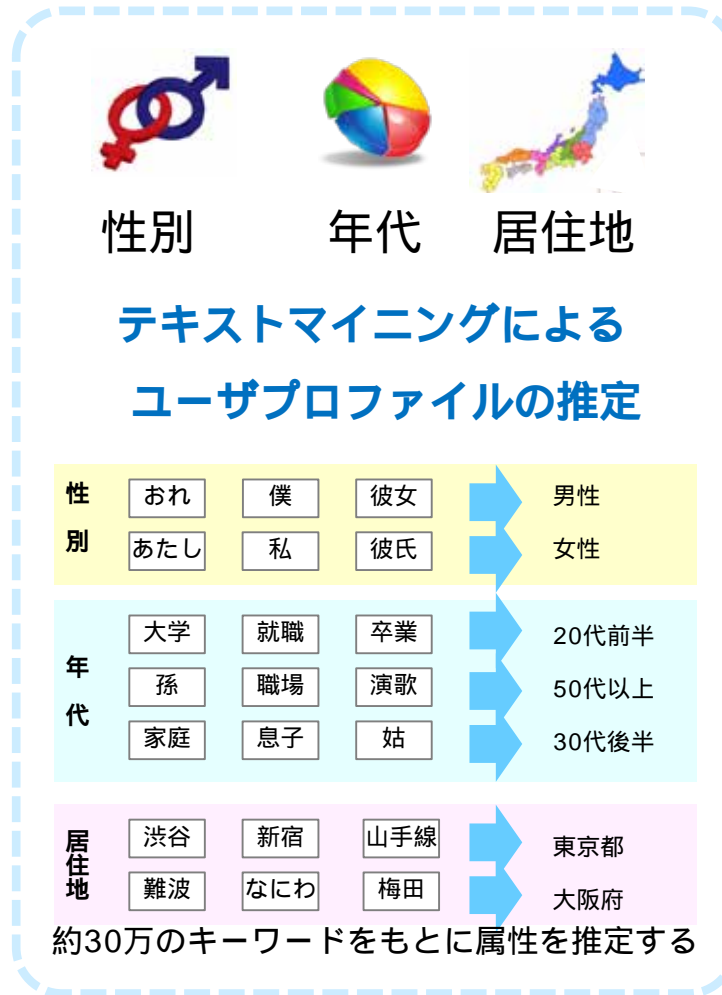 性別 年代 居住地
テキストマイニングによる
ユーザプロファイルの推定
性別
おれ 僕 彼女 男性
あたし 私 彼氏 女性
年代
大学 就職 卒業 20代前半
孫 職場 演歌 50代以上
家庭 息子 姑 30代後半
居住地
渋谷 新宿 山手線 東京都
難波 なにわ 梅田 大阪府
約30万のキーワードをもとに属性を推定する